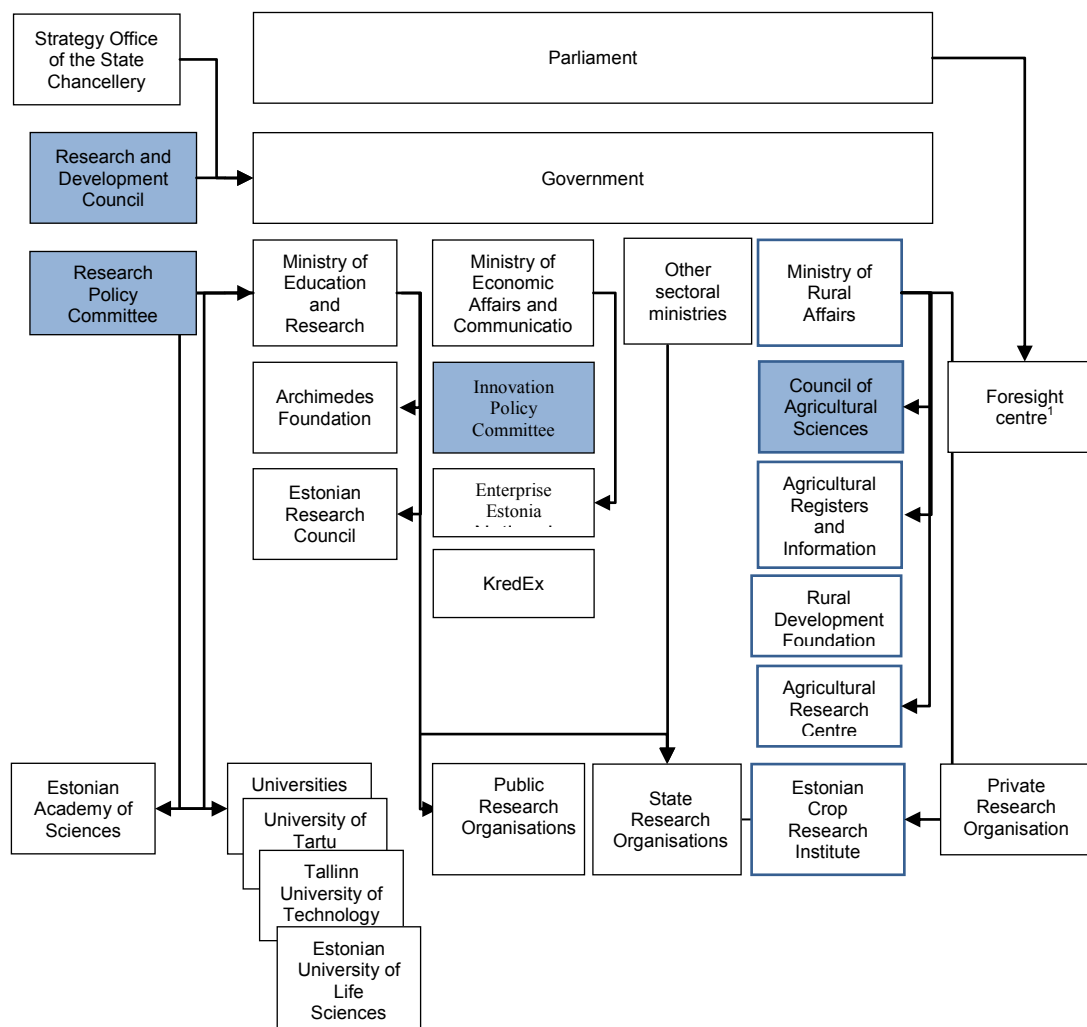 Strategy Office
of the State
Chancellery
Parliament
Research and
Development
Council
Government
Research
Policy
Committee
Ministry of
Education
and
Research
Ministry of
Economic
Affairs and
Communicatio
Other
sectoral
ministries
Ministry of
Rural
Affairs
Archimedes
Foundation
Innovation
Policy
Committee
Council of
Agricultural
Sciences
Foresight
centre1
Estonian
Research
Council
Enterprise
Estonia
Agricultural
Registers
and
Information
KredEx
Rural
Development
Foundation
Agricultural
Research
Centre
Estonian
Academy of
Sciences
Universities
University of
Tartu
Tallinn
University of
Technology
Estonian
University of
Life
Sciences
Public
Research
Organisations
State
Research
Organisations
Estonian
Crop
Research
Institute
Private
Research
Organisation